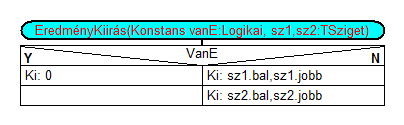 EredményKiirás(Konstans vanE:Logikai, sz1,sz2:TSziget)
Y VanE N
Ki: 0 Ki: sz1.bal,sz1.jobb
Ki: sz2.bal,sz2.jobb